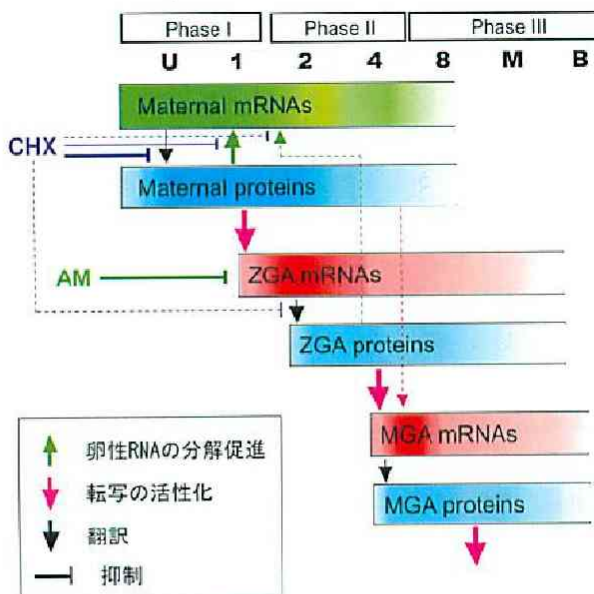 Phase I Phase II Phase III
U 1 2 4 8 M B
Maternal mRNAs
CHX
Maternal proteins
AM
ZGA mRNAs
ZGA proteins
MGA mRNAs
MGA proteins
卵性RNAの分解促進
転写の活性化
翻訳
抑制